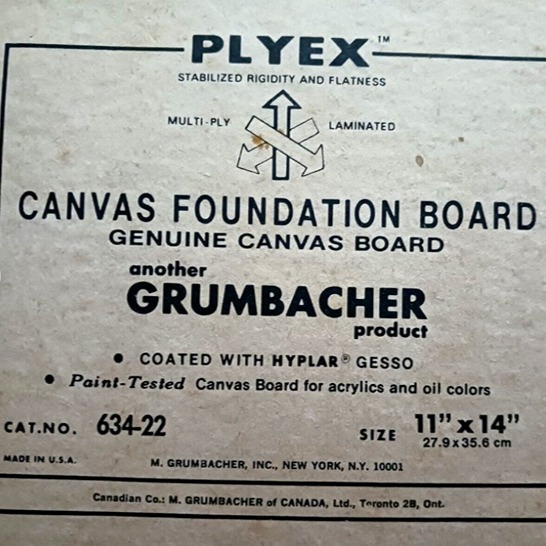 PLYEX™
STABILIZED RIGIDITY AND FLATNESS
MULTI-PLY LAMINATED
CANVAS FOUNDATION BOARD
GENUINE CANVAS BOARD
another
GRUMBACHER
product
• COATED WITH HYPLAR® GESSO
• Paint-Tested Canvas Board for acrylics and oil colors
CAT.NO. 634-22 SIZE 11” x 14”
27.9 x 35.6 cm
MADE IN U.S.A. M. GRUMBACHER, INC., NEW YORK, N.Y. 10001
Canadian Co.: M. GRUMBACHER of CANADA, Ltd., Toronto 2B, Ont.